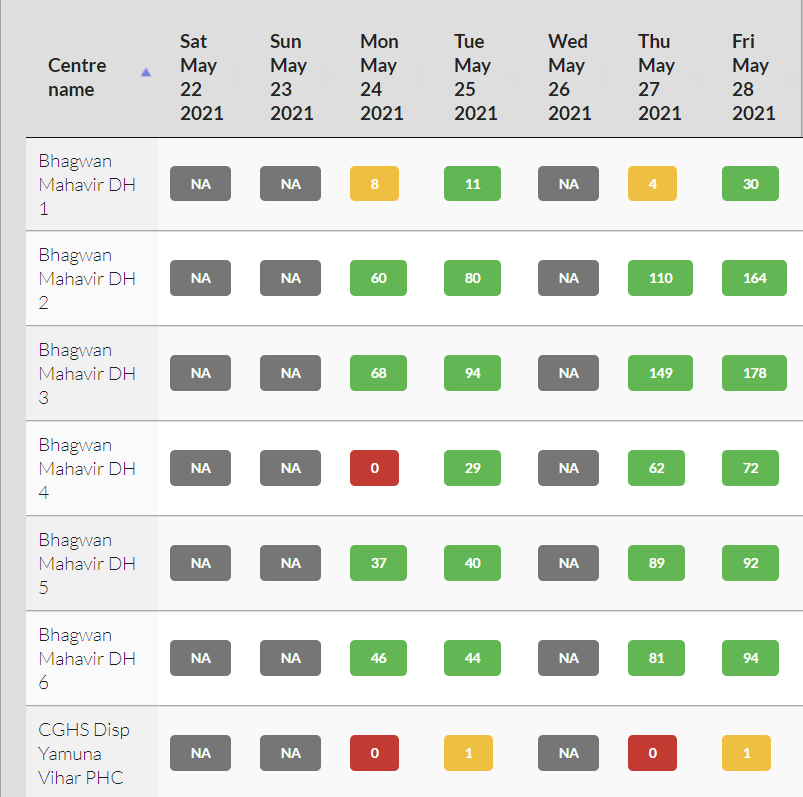 Centre name Sat May 22 2021 Sun May 23 2021 Mon May 24 2021 Tue May 25 2021 Wed May 26 2021 Thu May 27 2021 Fri May 28 2021
Bhagwan Mahavir DH 1 NA NA 8 11 NA 4 30
Bhagwan Mahavir DH 2 NA NA 60 80 NA 110 164
Bhagwan Mahavir DH 3 NA NA 68 94 NA 149 178
Bhagwan Mahavir DH 4 NA NA 0 29 NA 62 72
Bhagwan Mahavir DH 5 NA NA 37 40 NA 89 92
Bhagwan Mahavir DH 6 NA NA 46 44 NA 81 94
CGHS Disp Yamuna Vihar PHC NA NA 0 1 NA 0 1